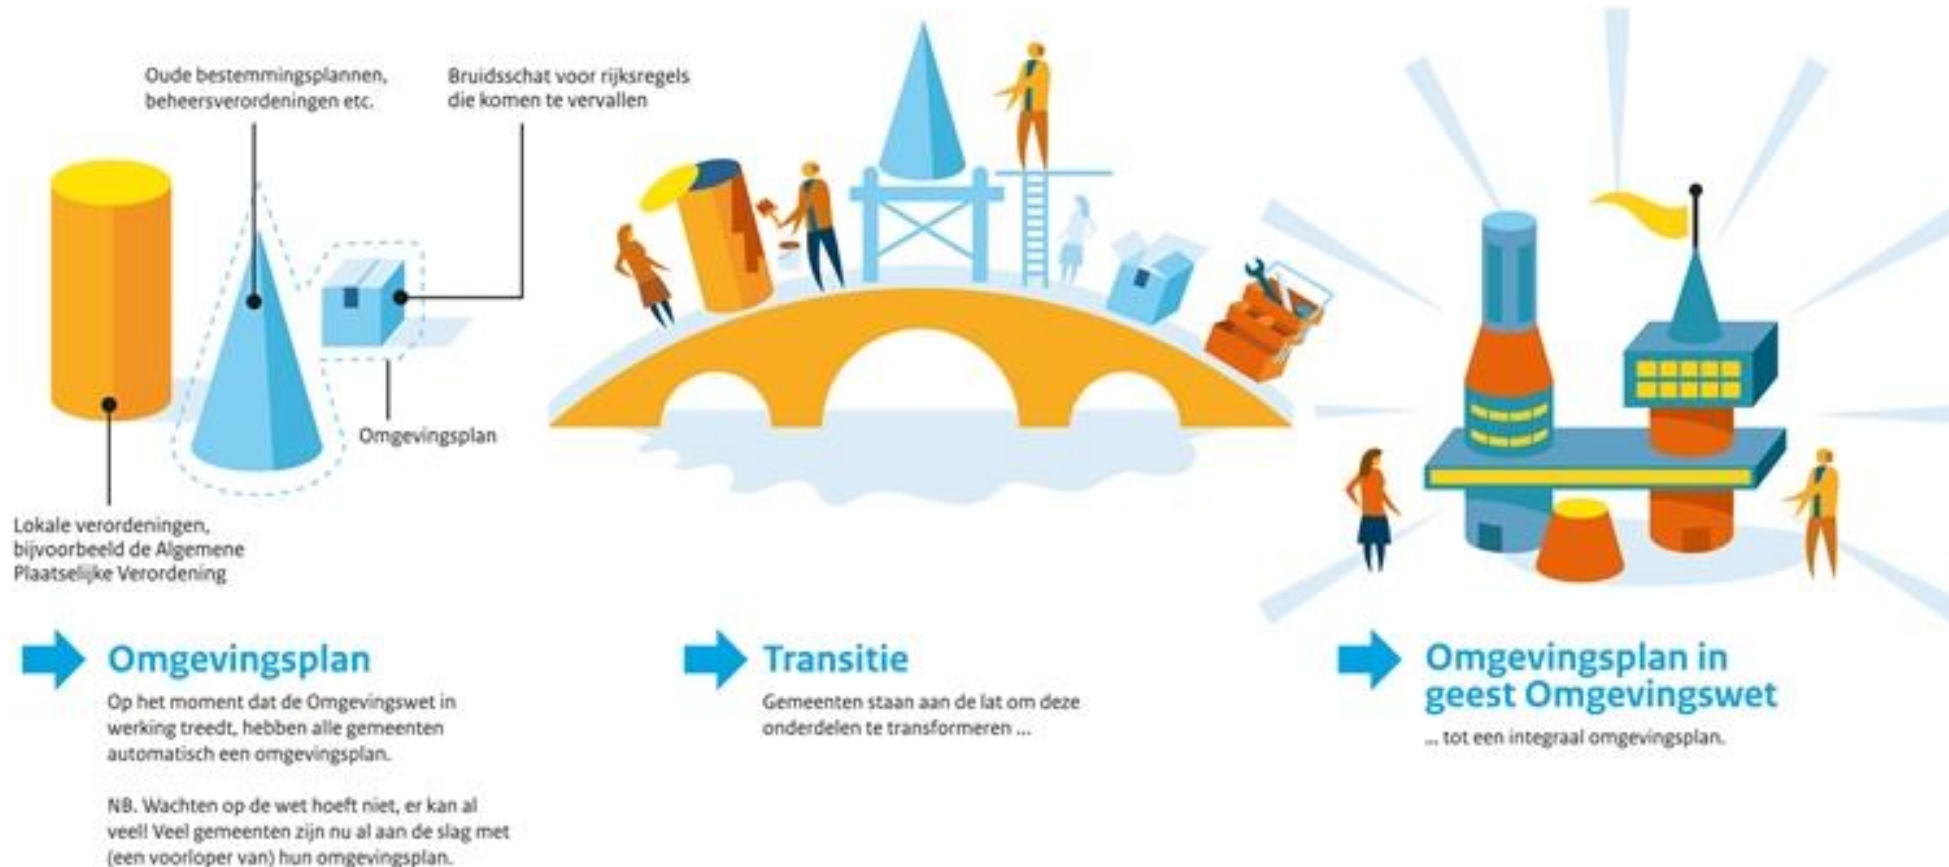 Oude bestemmingsplannen,
beheersverordeningen etc.
Bruidsschat voor rijksregels
die komen te vervallen
Omgevingsplan
Lokale verordeningen,
bijvoorbeeld de Algemene
Plaatselijke Verordening
Omgevingsplan
Op het moment dat de Omgevingswet in
werking treedt, hebben alle gemeenten
automatisch een omgevingsplan.
NB. Wachten op de wet hoeft niet, er kan al
veel! Veel gemeenten zijn nu al aan de slag met
(een voorloper van) hun omgevingsplan.
Transitie
Gemeenten staan aan de lat om deze
onderdelen te transformeren ...
Omgevingsplan in
geest Omgevingswet
... tot een integraal omgevingsplan.